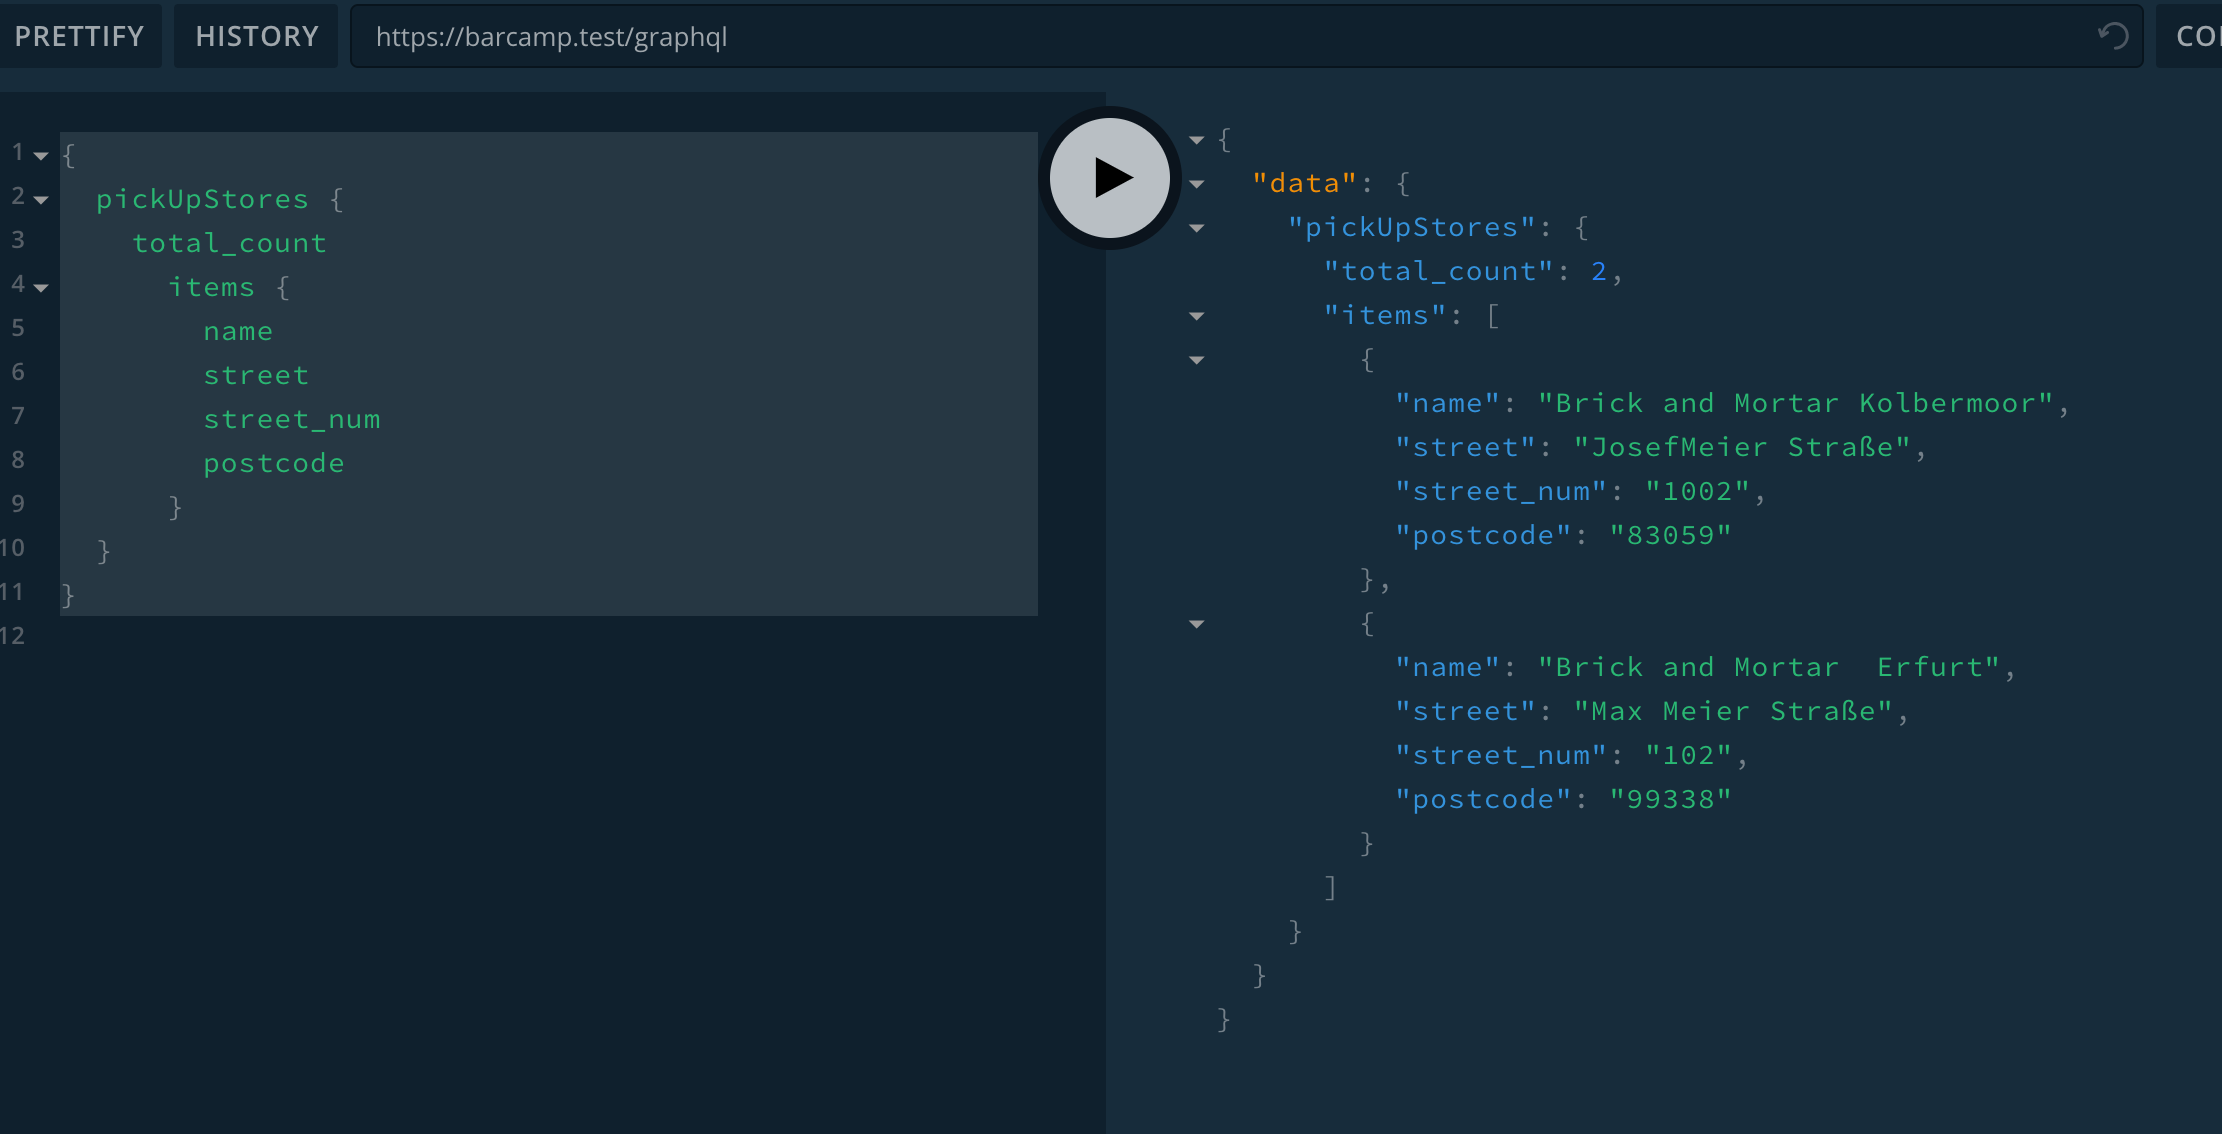 PRETTIFY HISTORY https://barcamp.test/graphql
1 {
2 pickUpStores {
3 total_count
4 items {
5 name
6 street
7 street_num
8 postcode
9 }
10 }
11 }
12
{
"data": {
"pickUpStores": {
"total_count": 2,
"items": [
{
"name": "Brick and Mortar Kolbermoor",
"street": "JosefMeier Straße",
"street_num": "1002",
"postcode": "83059"
},
{
"name": "Brick and Mortar  Erfurt",
"street": "Max Meier Straße",
"street_num": "102",
"postcode": "99338"
}
]
}
}
}